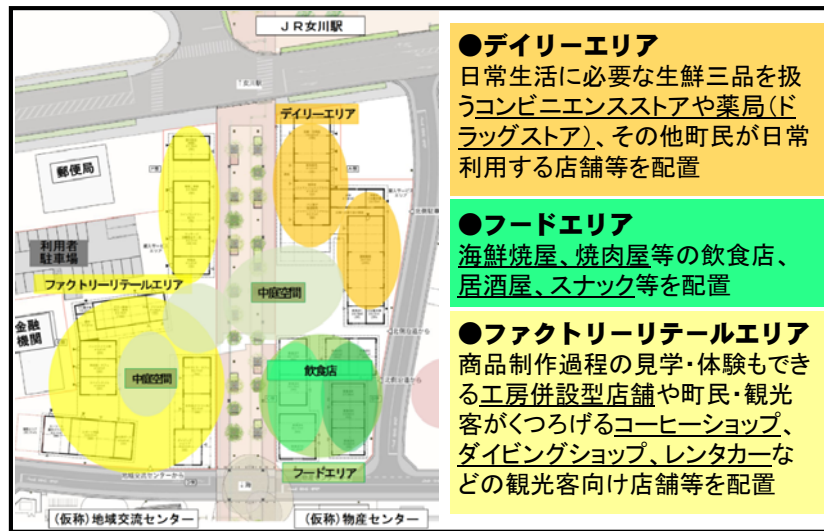 JR女川駅
デイリーエリア
郵便局
利用者
駐車場
ファクトリーリテールエリア
中庭空間
金融
機関
中庭空間
飲食店
フードエリア
(仮称)地域交流センター
(仮称)物産センター
●デイリーエリア
日常生活に必要な生鮮三品を扱
うコンビニエンスストアや薬局(ド
ラッグストア)、その他町民が日常
利用する店舗等を配置
●フードエリア
海鮮焼屋、焼肉屋等の飲食店、
居酒屋、スナック等を配置
●ファクトリーリテールエリア
商品制作過程の見学・体験もでき
る工房併設型店舗や町民・観光
客がくつろげるコーヒーショップ、
ダイビングショップ、レンタカーな
どの観光客向け店舗等を配置